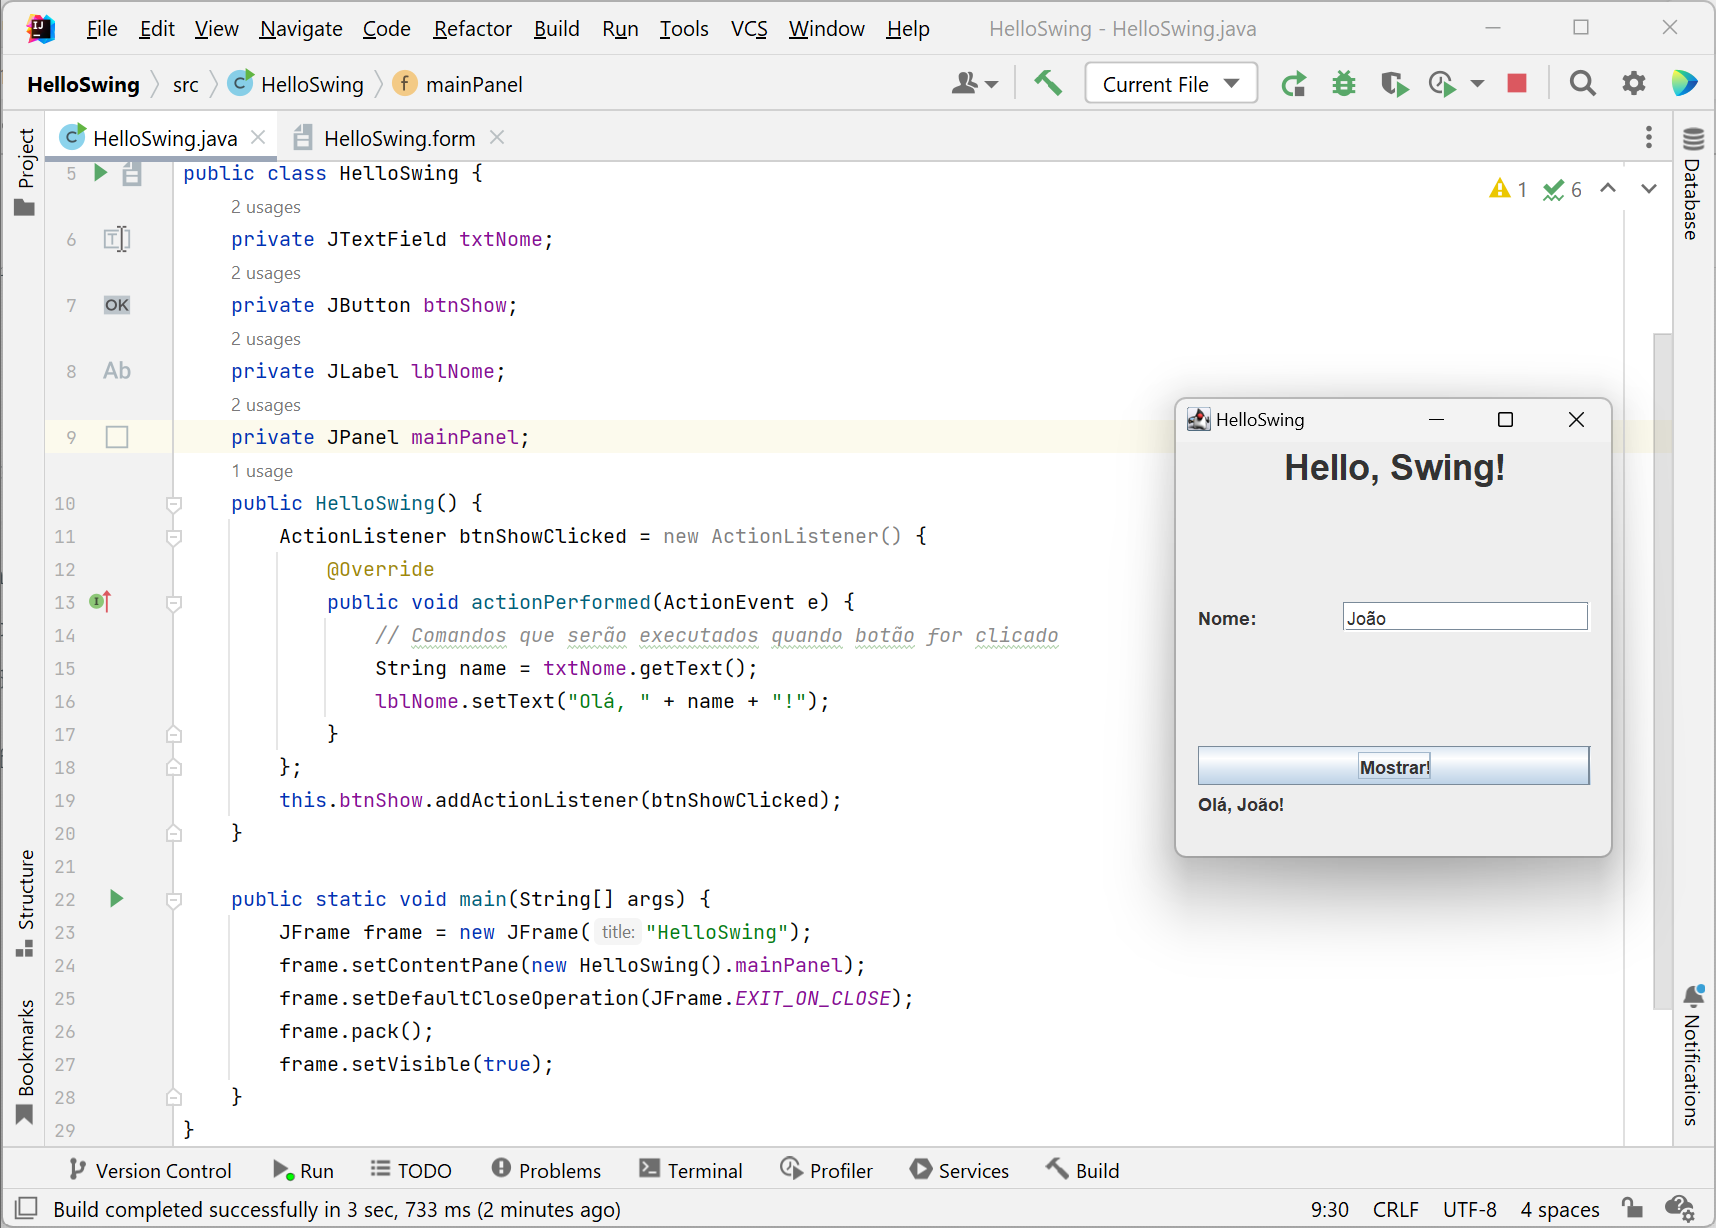 File Edit View Navigate Code Refactor Build Run Tools VCS Window Help HelloSwing - HelloSwing.java
HelloSwing src HelloSwing mainPanel Current File
HelloSwing.java HelloSwing.form
Project
Structure
Bookmarks
5 public class HelloSwing {
2 usages
6 private JTextField txtNome;
2 usages
7 OK private JButton btnShow;
2 usages
8 Ab private JLabel lblNome;
2 usages
9 private JPanel mainPanel;
1 usage
10 public HelloSwing() {
11 ActionListener btnShowClicked = new ActionListener() {
12 @Override
13 public void actionPerformed(ActionEvent e) {
14 // Comandos que serão executados quando botão for clicado
15 String name = txtNome.getText();
16 lblNome.setText("Olá, " + name + "!");
17 }
18 };
19 this.btnShow.addActionListener(btnShowClicked);
20 }
21
22 public static void main(String[] args) {
23 JFrame frame = new JFrame( title: "HelloSwing");
24 frame.setContentPane(new HelloSwing().mainPanel);
25 frame.setDefaultCloseOperation(JFrame.EXIT_ON_CLOSE);
26 frame.pack();
27 frame.setVisible(true);
28 }
29 }
1 6
HelloSwing
Hello, Swing!
Nome: João
Mostrar!
Olá, João!
Database
Notifications
Version Control Run TODO Problems Terminal Profiler Services Build
Build completed successfully in 3 sec, 733 ms (2 minutes ago) 9:30 CRLF UTF-8 4 spaces